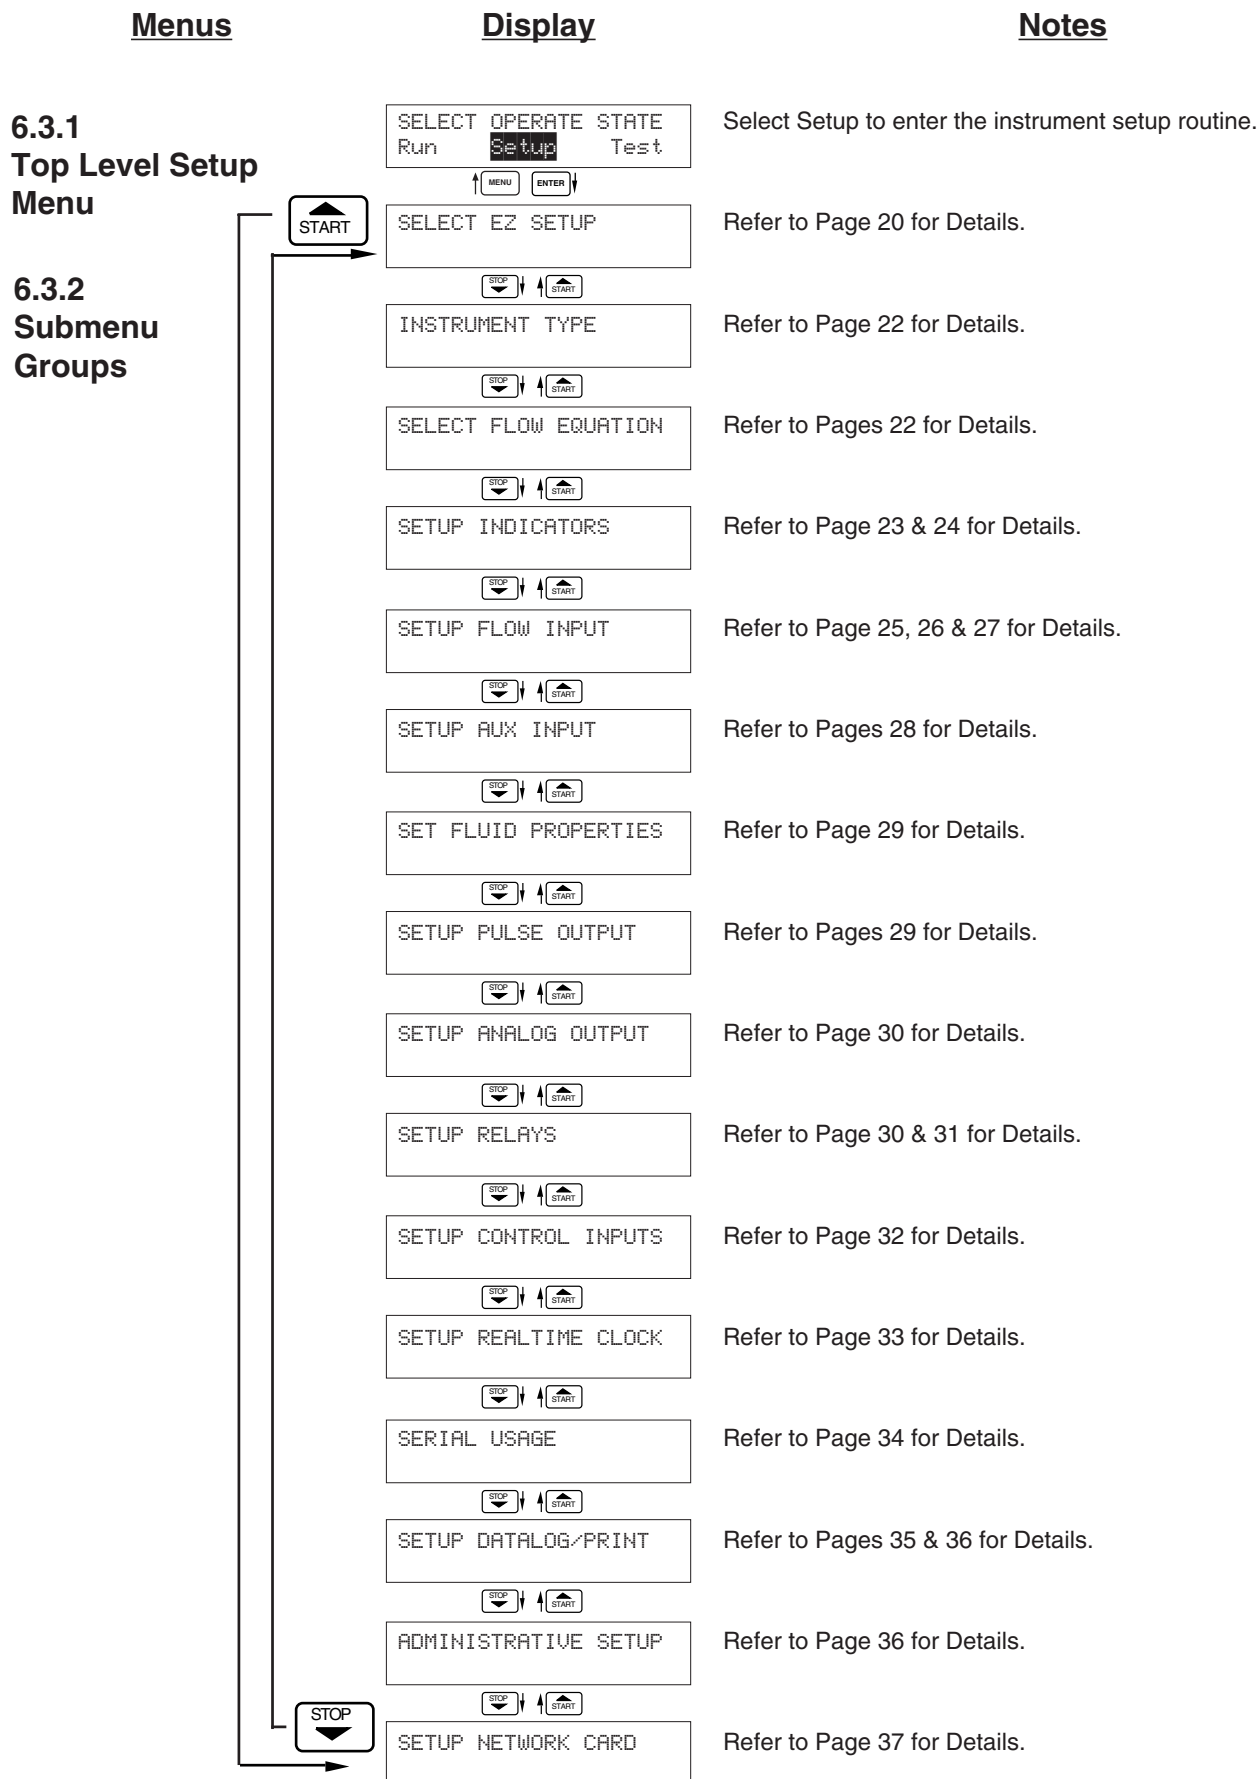 Menus
Display
Notes
6.3.1
Top Level Setup
Menu
SELECT OPERATE STATE
Run Setup Test
Select Setup to enter the instrument setup routine.
MENU ENTER
START
SELECT EZ SETUP
Refer to Page 20 for Details.
6.3.2
Submenu
Groups
STOP START
INSTRUMENT TYPE
Refer to Page 22 for Details.
STOP START
SELECT FLOW EQUATION
Refer to Pages 22 for Details.
STOP START
SETUP INDICATORS
Refer to Page 23 & 24 for Details.
STOP START
SETUP FLOW INPUT
Refer to Page 25, 26 & 27 for Details.
STOP START
SETUP AUX INPUT
Refer to Pages 28 for Details.
STOP START
SET FLUID PROPERTIES
Refer to Page 29 for Details.
STOP START
SETUP PULSE OUTPUT
Refer to Pages 29 for Details.
STOP START
SETUP ANALOG OUTPUT
Refer to Page 30 for Details.
STOP START
SETUP RELAYS
Refer to Page 30 & 31 for Details.
STOP START
SETUP CONTROL INPUTS
Refer to Page 32 for Details.
STOP START
SETUP REALTIME CLOCK
Refer to Page 33 for Details.
STOP START
SERIAL USAGE
Refer to Page 34 for Details.
STOP START
SETUP DATALOG/PRINT
Refer to Pages 35 & 36 for Details.
STOP START
ADMINISTRATIVE SETUP
Refer to Page 36 for Details.
STOP START
STOP
SETUP NETWORK CARD
Refer to Page 37 for Details.